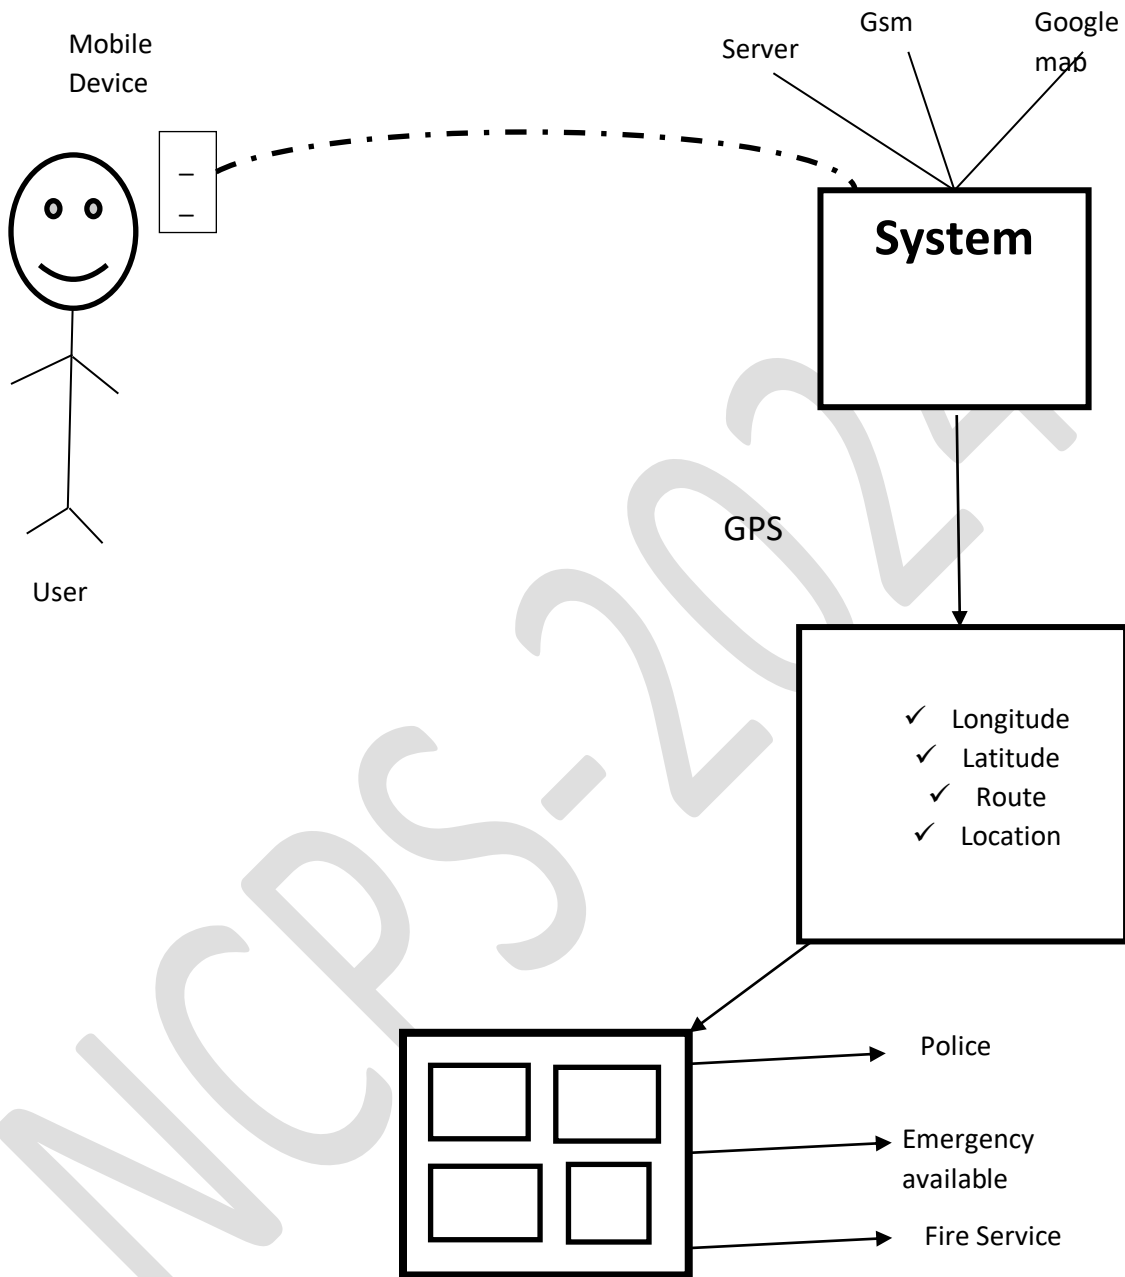 Mobile
Device
Server
Gsm
Google
map
System
GPS
User
✓ Longitude
✓ Latitude
✓ Route
✓ Location
Police
Emergency
available
Fire Service
NCPS-2024